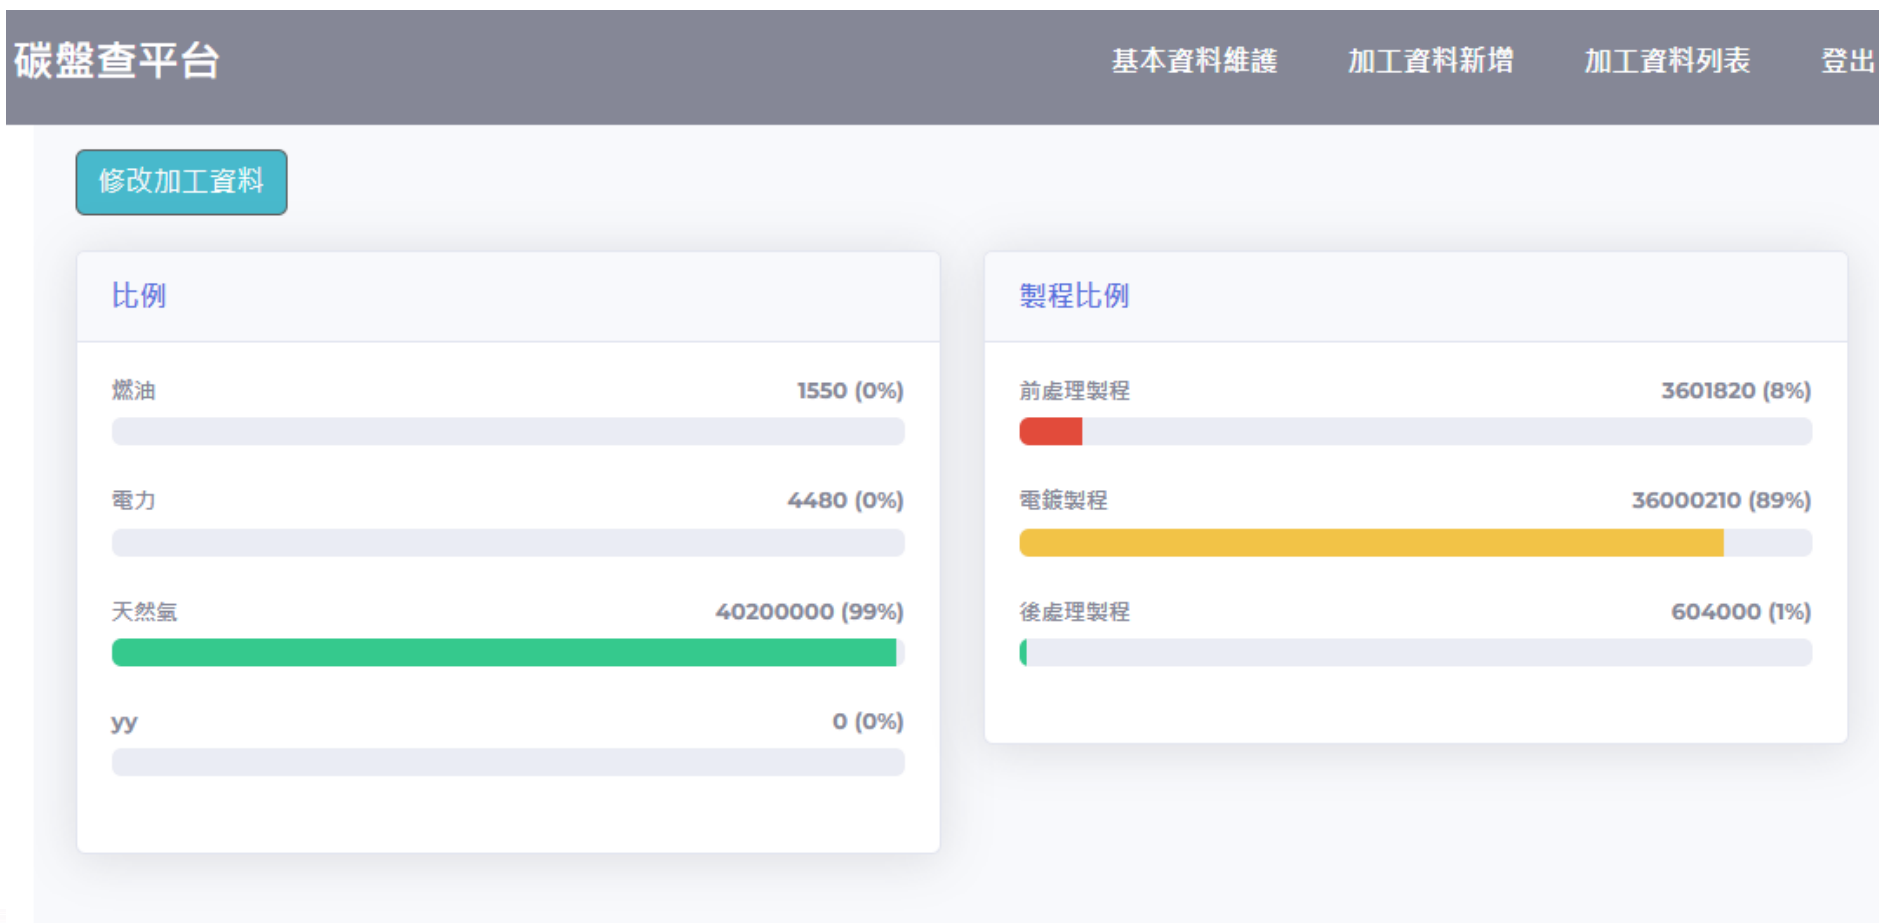 碳盤查平台
基本資料維護 加工資料新增 加工資料列表 登出
修改加工資料
比例
燃油 1550 (0%)
電力 4480 (0%)
天然氣 40200000 (99%)
yy 0 (0%)
製程比例
前處理製程 3601820 (8%)
電鍍製程 36000210 (89%)
後處理製程 604000 (1%)